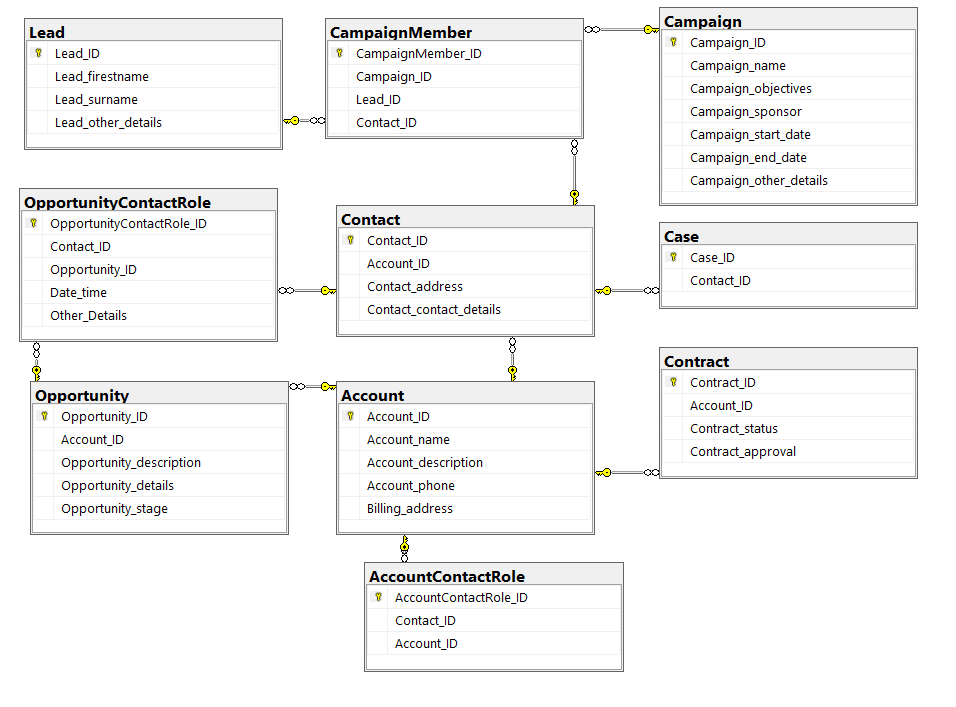 Lead
Lead_ID
Lead_firestname
Lead_surname
Lead_other_details
CampaignMember
CampaignMember_ID
Campaign_ID
Lead_ID
Contact_ID
Campaign
Campaign_ID
Campaign_name
Campaign_objectives
Campaign_sponsor
Campaign_start_date
Campaign_end_date
Campaign_other_details
OpportunityContactRole
OpportunityContactRole_ID
Contact_ID
Opportunity_ID
Date_time
Other_Details
Contact
Contact_ID
Account_ID
Contact_address
Contact_contact_details
Case
Case_ID
Contact_ID
Opportunity
Opportunity_ID
Account_ID
Opportunity_description
Opportunity_details
Opportunity_stage
Account
Account_ID
Account_name
Account_description
Account_phone
Billing_address
Contract
Contract_ID
Account_ID
Contract_status
Contract_approval
AccountContactRole
AccountContactRole_ID
Contact_ID
Account_ID